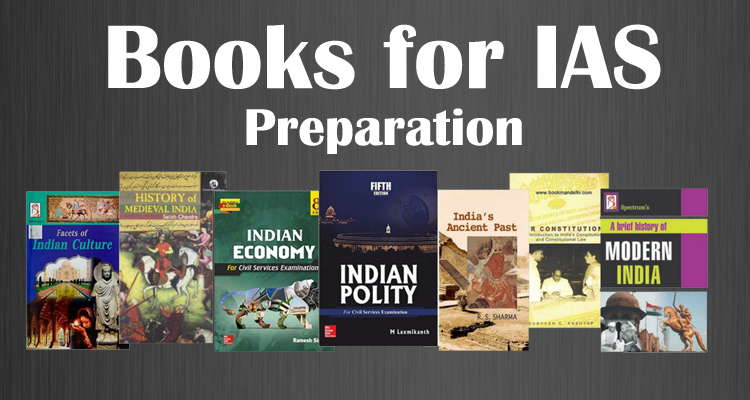 Books for IAS
Preparation
Spectrum's
Facets of
Indian Culture
HISTORY of
MEDIEVAL INDIA
Satish Chandra
INDIAN
ECONOMY
For Civil Services Examination
Ramesh
FIFTH
EDITION
INDIAN
POLITY
For Civil Services Examination
M Laxmikanth
India's
Ancient Past
R. S. SHARMA
www.bookmandelhi.com
R CONSTITUTION
Introduction to India's Constitution
and Constitutional Law
SUBHASH C. KASHYAP
Spectrum's
A brief history of
MODERN
INDIA